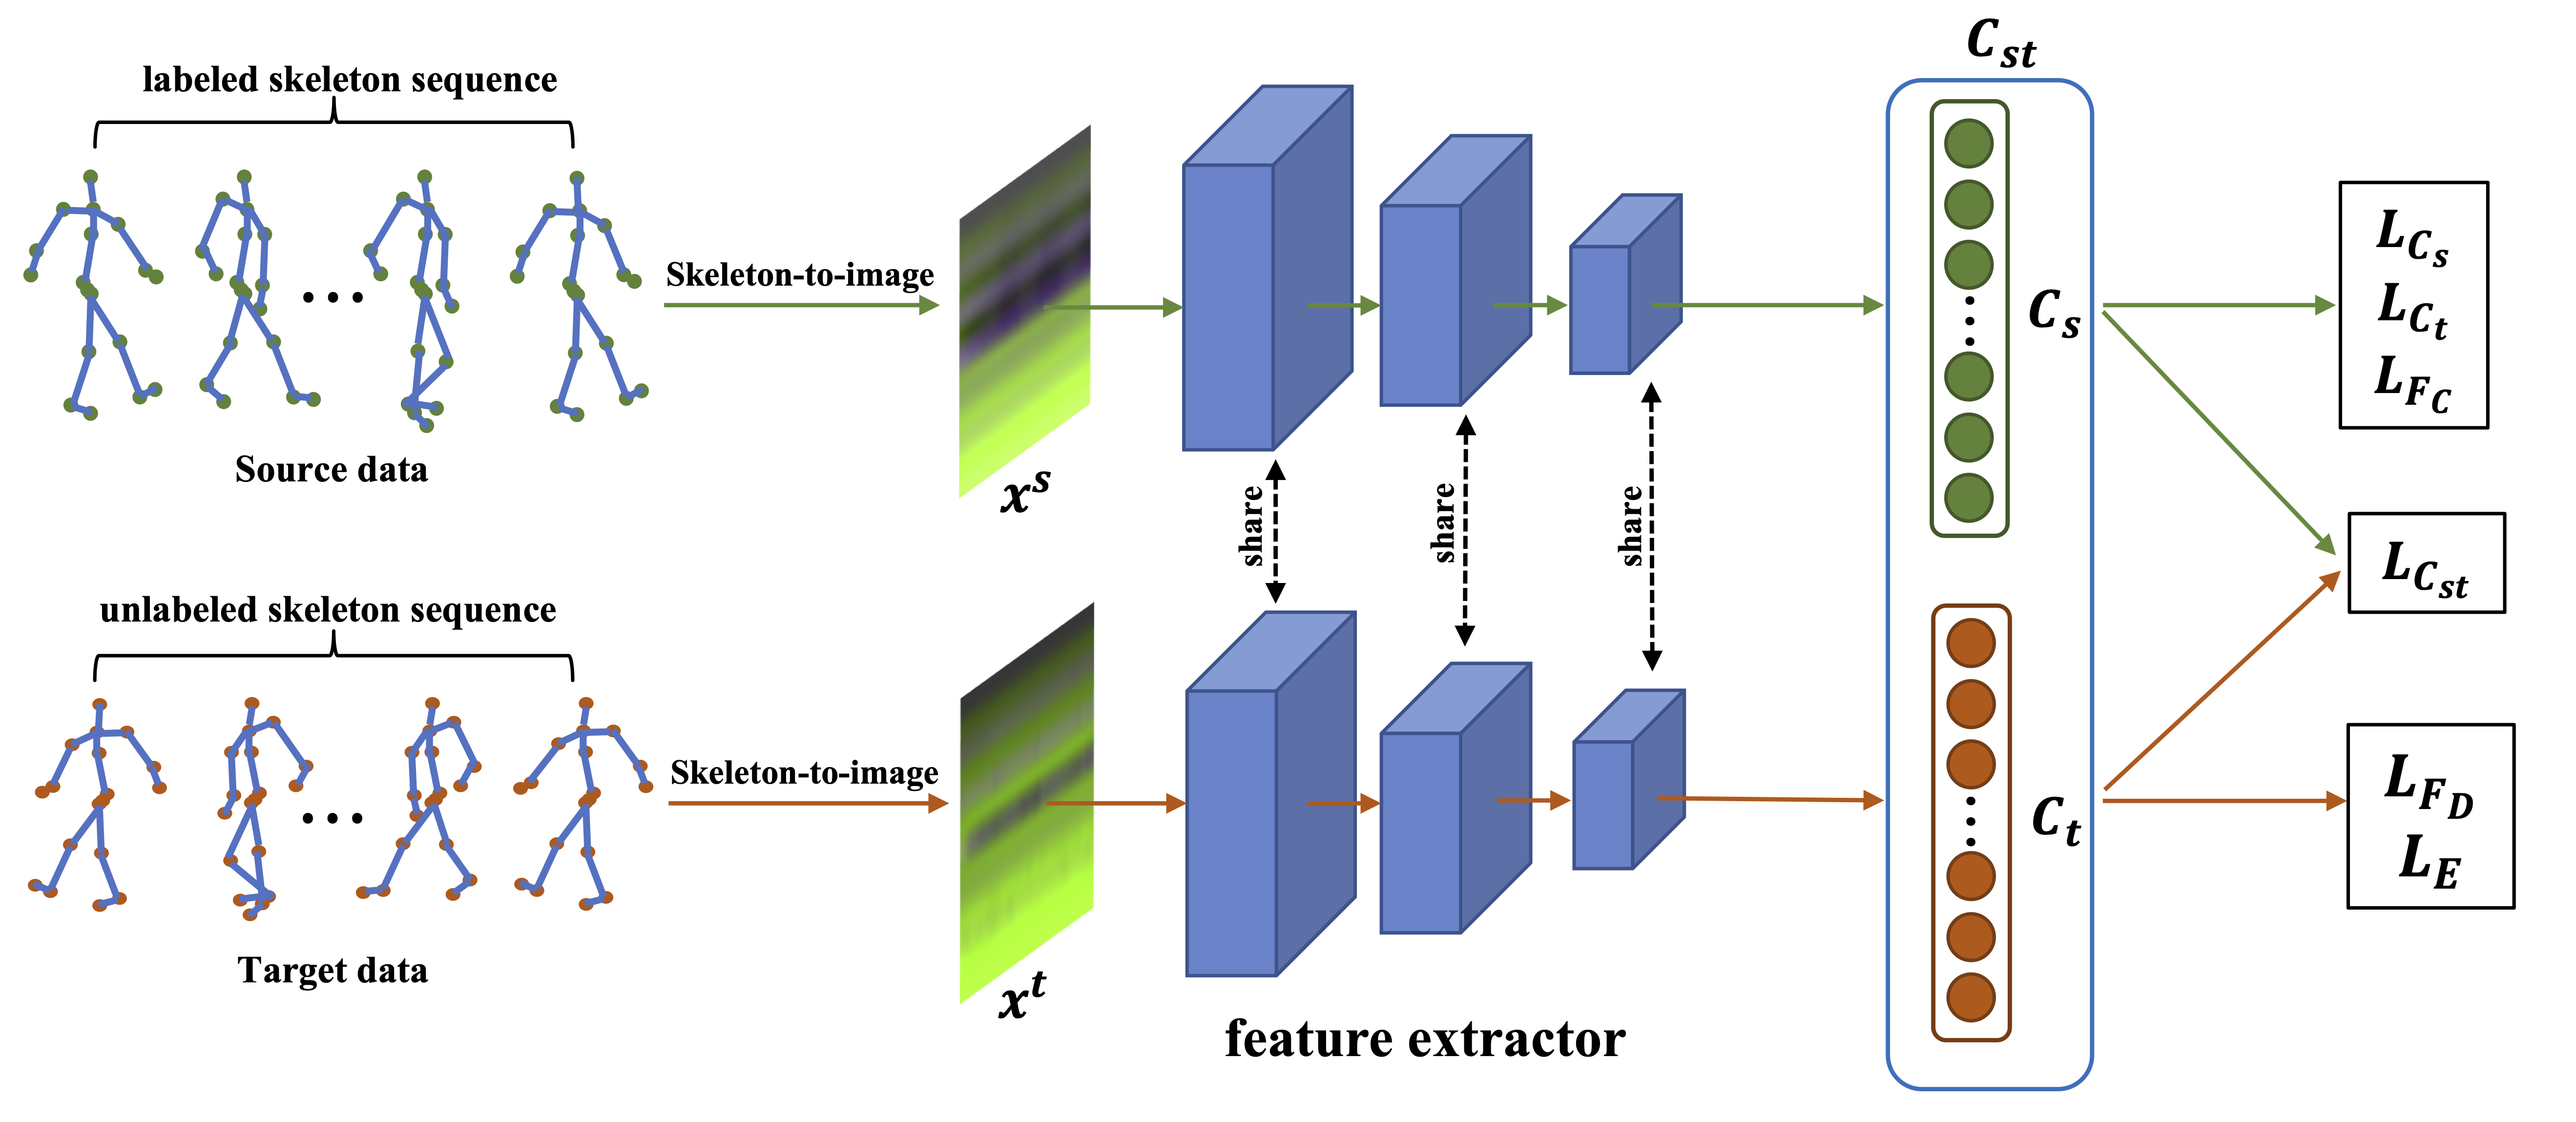 labeled skeleton sequence
...
Source data
Skeleton-to-image
x^s
share
share
share
unlabeled skeleton sequence
...
Target data
Skeleton-to-image
x^t
feature extractor
C_{st}
C_s
C_t
L_{C_s}
L_{C_t}
L_{F_C}
L_{C_{st}}
L_{F_D}
L_E